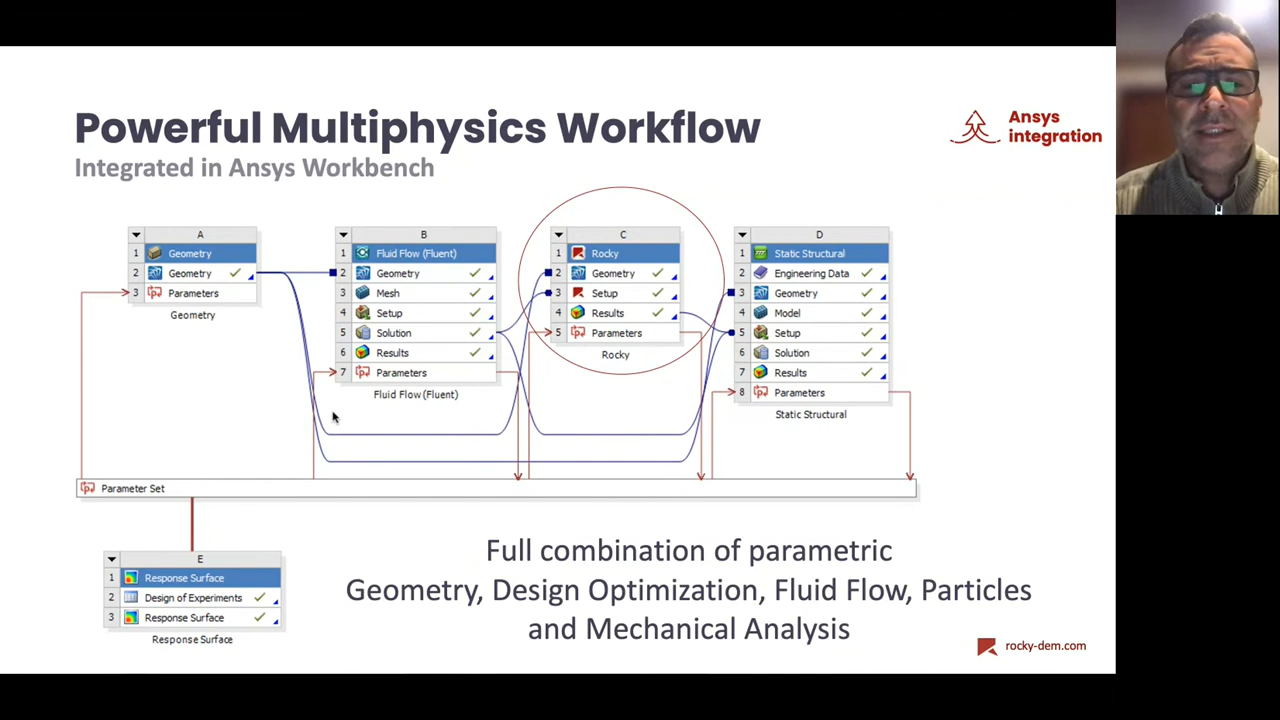 Powerful Multiphysics Workflow
Integrated in Ansys Workbench
Ansys
integration
A
1 Geometry
2 Geometry
3 Parameters
Geometry
B
1 Fluid Flow (Fluent)
2 Geometry
3 Mesh
4 Setup
5 Solution
6 Results
7 Parameters
Fluid Flow (Fluent)
C
1 Rocky
2 Geometry
3 Setup
4 Results
5 Parameters
Rocky
D
1 Static Structural
2 Engineering Data
3 Geometry
4 Model
5 Setup
6 Solution
7 Results
8 Parameters
Static Structural
Parameter Set
E
1 Response Surface
2 Design of Experiments
3 Response Surface
Response Surface
Full combination of parametric
Geometry, Design Optimization, Fluid Flow, Particles
and Mechanical Analysis
rocky-dem.com